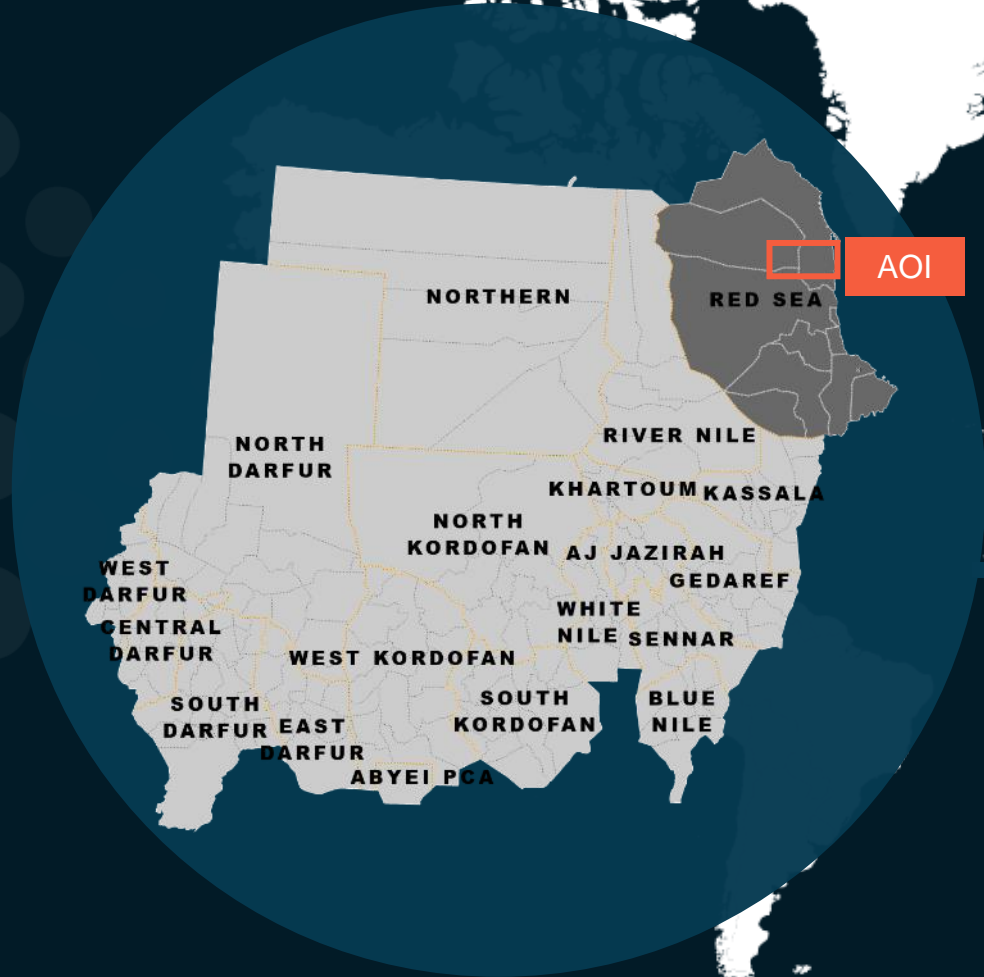 AOI
NORTHERN
RED SEA
RIVER NILE
NORTH
DARFUR
KHARTOUM
KASSALA
NORTH
KORDOFAN
AJ JAZIRAH
GEDAREF
WEST
DARFUR
WHITE
NILE
SENNAR
CENTRAL
DARFUR
WEST KORDOFAN
SOUTH
DARFUR
SOUTH
KORDOFAN
BLUE
NILE
EAST
DARFUR
ABYEI PCA